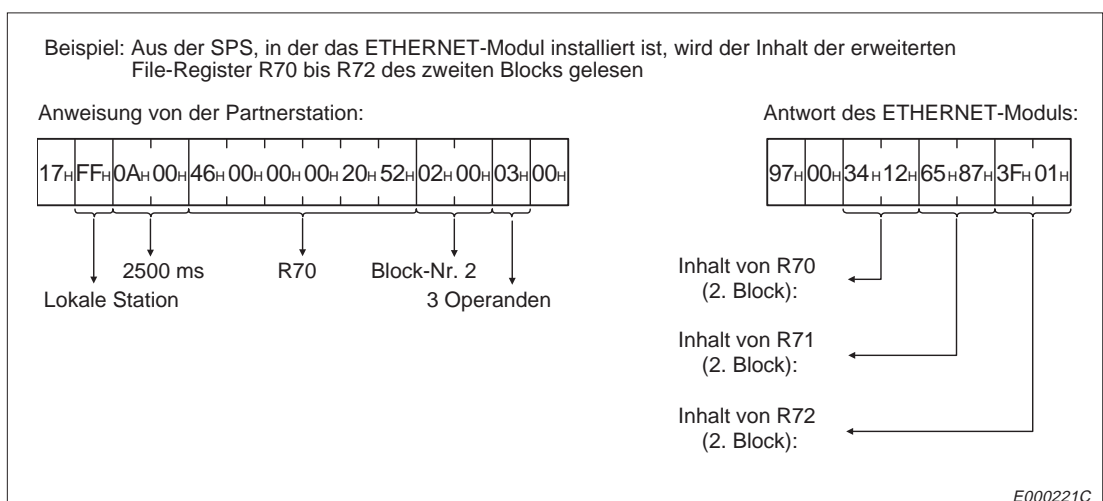 Beispiel: Aus der SPS, in der das ETHERNET-Modul installiert ist, wird der Inhalt der erweiterten
File-Register R70 bis R72 des zweiten Blocks gelesen
Anweisung von der Partnerstation:
17H FFH 0AH 00H 46H 00H 00H 00H 20H 52H 02H 00H 03H 00H
2500 ms R70 Block-Nr. 2
Lokale Station 3 Operanden
Antwort des ETHERNET-Moduls:
97H 00H 34H 12H 65H 87H 3FH 01H
Inhalt von R70
(2. Block):
Inhalt von R71
(2. Block):
Inhalt von R72
(2. Block):
E000221C